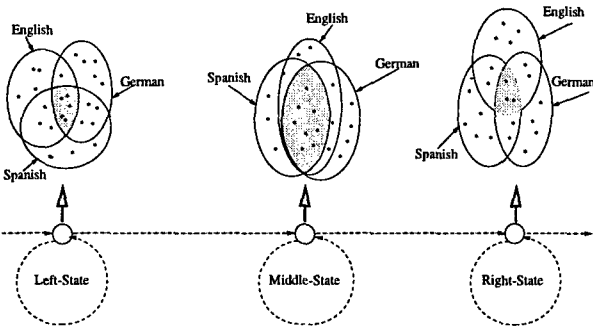 English
German
Spanish
English
Spanish
German
English
German
Spanish
Left-State
Middle-State
Right-State